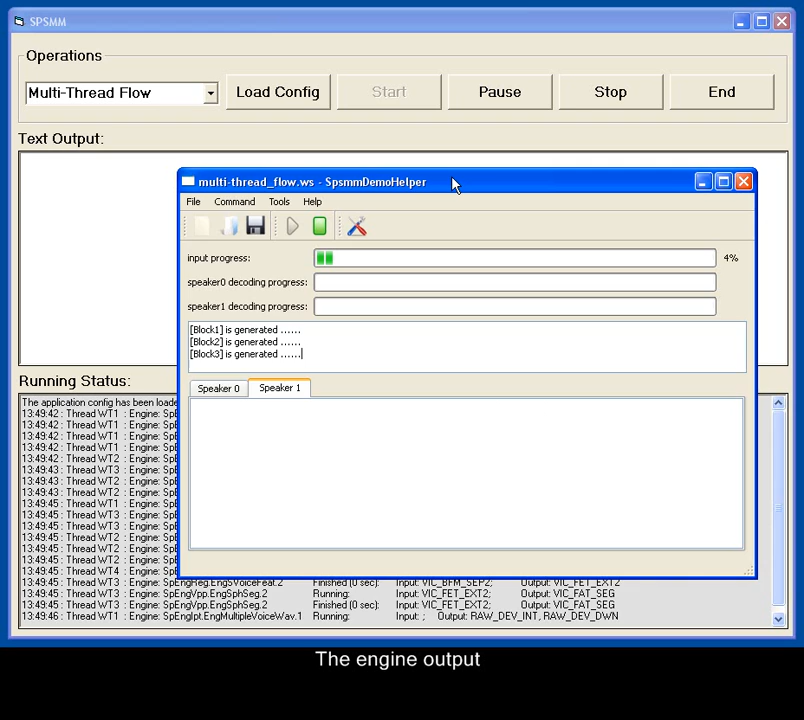 SPSMM
Operations
Multi-Thread Flow
Load Config
Start
Pause
Stop
End
Text Output:
multi-thread_flow.ws - SpsmmDemoHelper
File Command Tools Help
input progress: 4%
speaker0 decoding progress:
speaker1 decoding progress:
[Block1] is generated ......
[Block2] is generated ......
[Block3] is generated ......
Speaker 0 Speaker 1
Running Status:
The application config has been loade
13:49:42 : Thread WT1 : Engine: SpE
13:49:42 : Thread WT1 : Engine: SpE
13:49:42 : Thread WT1 : Engine: SpE
13:49:42 : Thread WT1 : Engine: SpE
13:49:42 : Thread WT2 : Engine: SpE
13:49:43 : Thread WT3 : Engine: SpE
13:49:43 : Thread WT2 : Engine: SpE
13:49:43 : Thread WT2 : Engine: SpE
13:49:45 : Thread WT1 : Engine: SpE
13:49:45 : Thread WT3 : Engine: SpE
13:49:45 : Thread WT3 : Engine: SpE
13:49:45 : Thread WT2 : Engine: SpE
13:49:45 : Thread WT2 : Engine: SpE
13:49:45 : Thread WT2 : Engine: SpE
13:49:46 : Thread WT4 : Engine: SpE
13:49:45 : Thread WT3 : Engine: SpEngReg.EngSVoiceFeat.2 Finished (0 sec): Input: VIC_BFM_SEP2; Output: VIC_FET_EXT2
13:49:45 : Thread WT3 : Engine: SpEngVpp.EngSphSeg.2 Running: Input: VIC_FET_EXT2; Output: VIC_FAT_SEG
13:49:45 : Thread WT3 : Engine: SpEngVpp.EngSphSeg.2 Finished (0 sec): Input: VIC_FET_EXT2; Output: VIC_FAT_SEG
13:49:46 : Thread WT1 : Engine: SpEngIpt.EngMultipleVoiceWav.1 Running: Input: ; Output: RAW_DEV_INT, RAW_DEV_DWN
The engine output